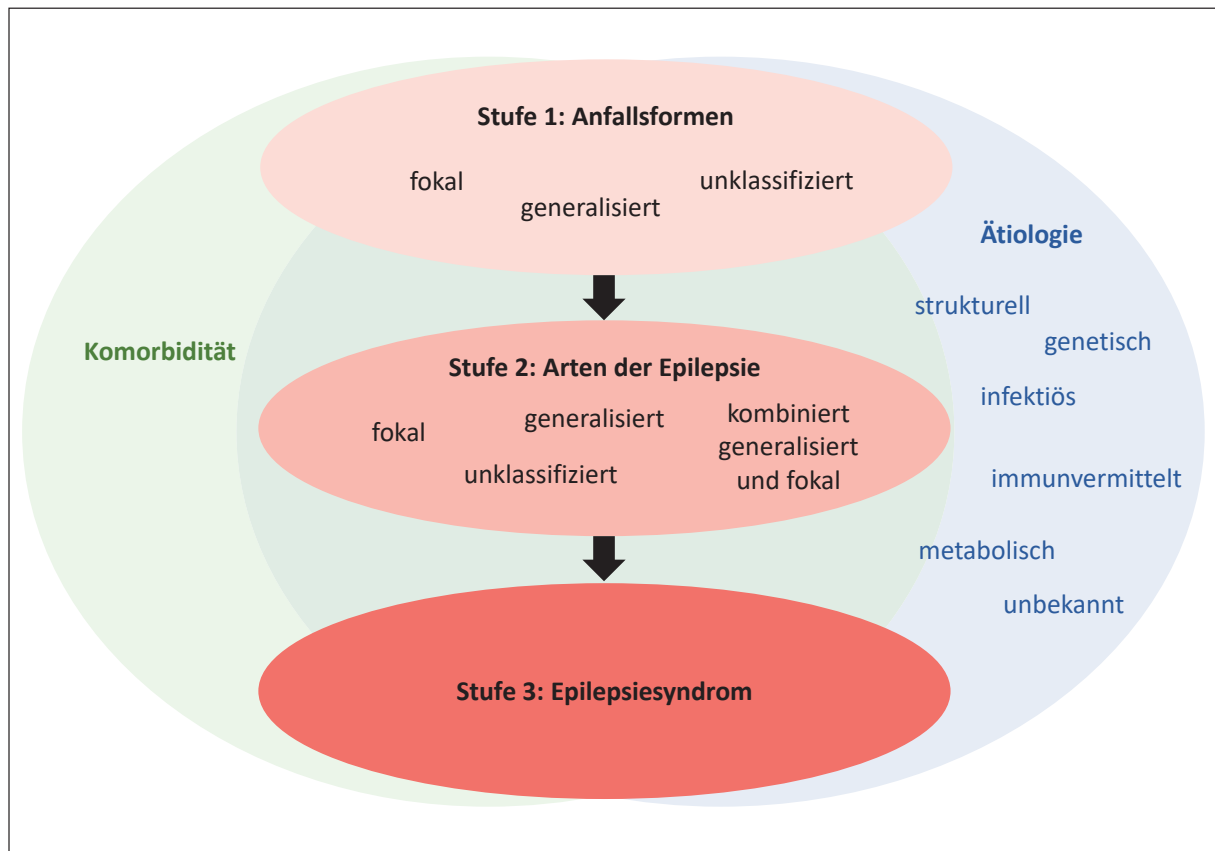 Stufe 1: Anfallsformen
fokal
generalisiert
unklassifiziert
Ätiologie
strukturell
genetisch
infektiös
immunvermittelt
metabolisch
unbekannt
Komorbidität
Stufe 2: Arten der Epilepsie
fokal
generalisiert
unklassifiziert
kombiniert
generalisiert
und fokal
Stufe 3: Epilepsiesyndrom